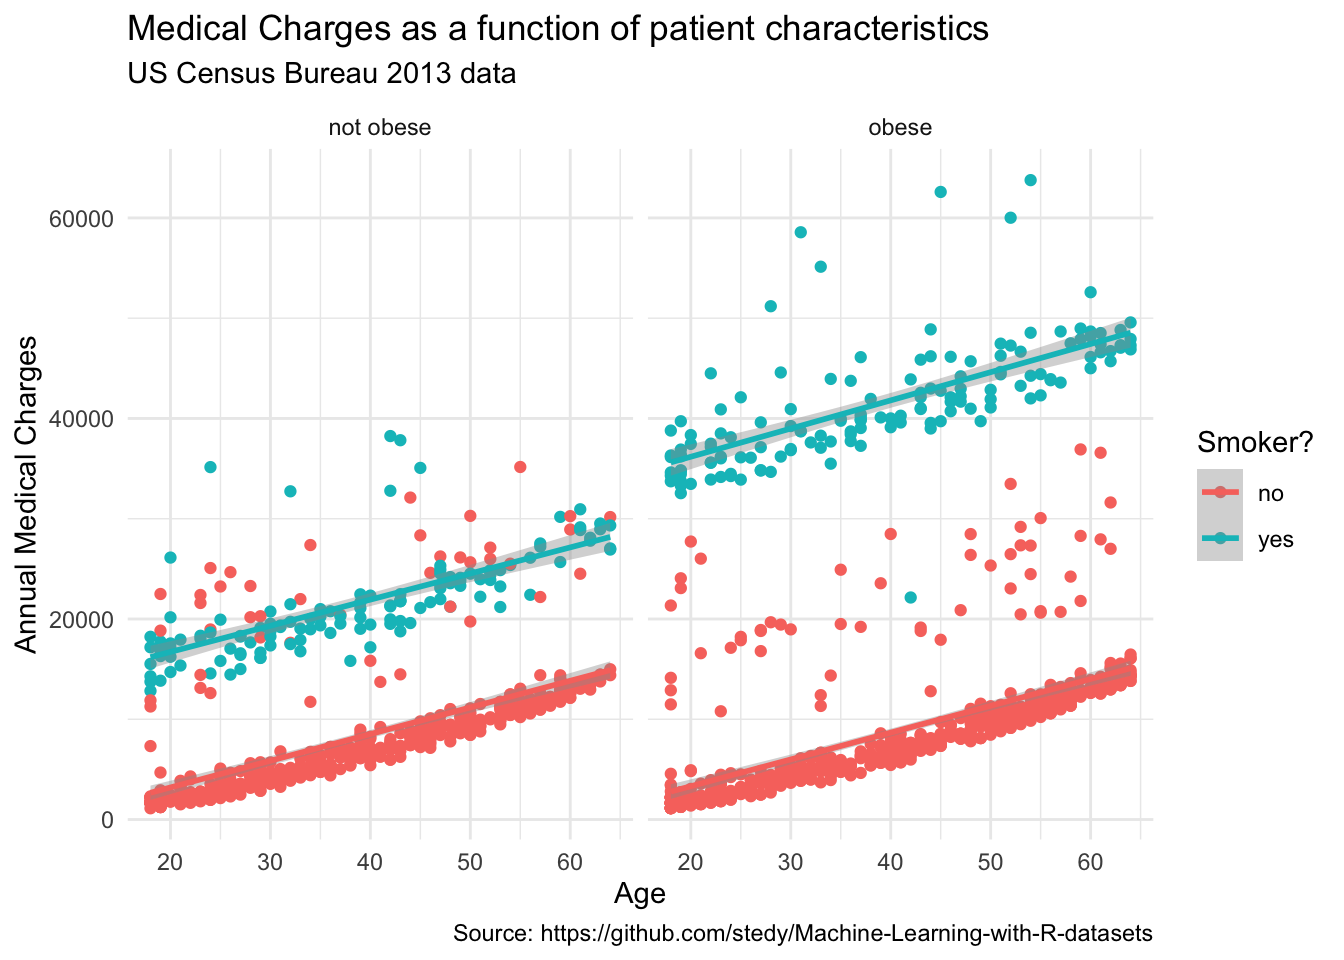 Medical Charges as a function of patient characteristics
US Census Bureau 2013 data
not obese
obese
60000
40000
20000
0
Annual Medical Charges
20 30 40 50 60
20 30 40 50 60
Age
Smoker?
no
yes
Source: https://github.com/stedy/Machine-Learning-with-R-datasets